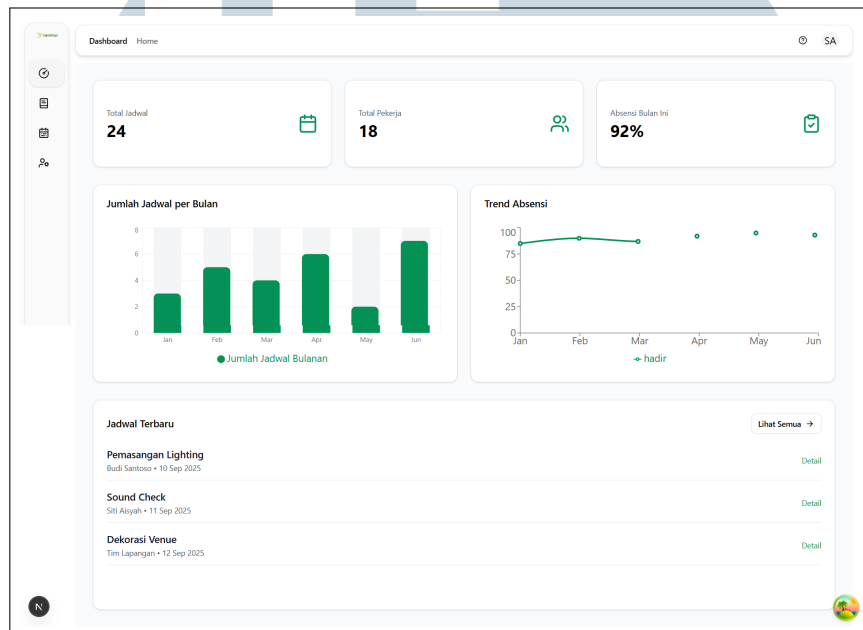 Dashboard Home
SA
Total Jadwal
24
Total Pekerja
18
Absensi Bulan Ini
92%
Jumlah Jadwal per Bulan
8
6
4
2
0
Jan Feb Mar Apr May Jun
Jumlah Jadwal Bulanan
Trend Absensi
100
75
50
25
0
Jan Feb Mar Apr May Jun
hadir
Jadwal Terbaru
Lihat Semua
Pemasangan Lighting
Budi Santoso • 10 Sep 2025
Detail
Sound Check
Siti Aisyah • 11 Sep 2025
Detail
Dekorasi Venue
Tim Lapangan • 12 Sep 2025
Detail
N